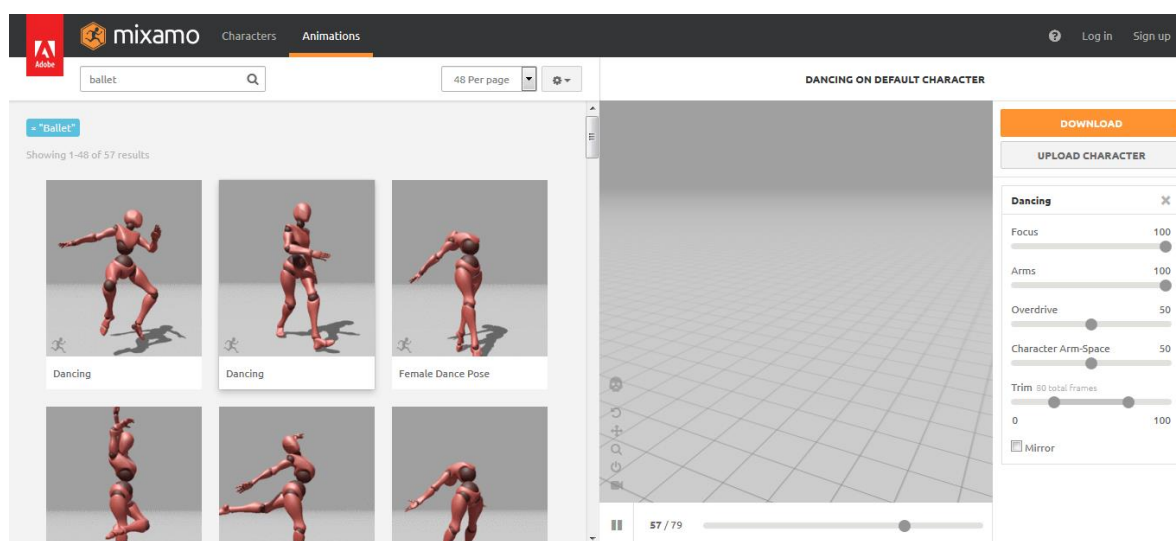 Adobe
mixamo
Characters
Animations
Log in
Sign up
ballet
48 Per page
DANCING ON DEFAULT CHARACTER
× "Ballet"
Showing 1-48 of 57 results
Dancing
Dancing
Female Dance Pose
57 / 79
DOWNLOAD
UPLOAD CHARACTER
Dancing
Focus 100
Arms 100
Overdrive 50
Character Arm-Space 50
Trim 80 total frames
0 100
Mirror